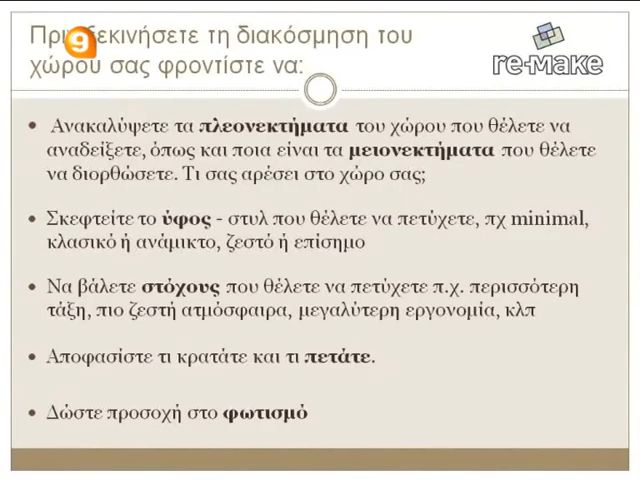 Πριν ξεκινήσετε τη διακόσμηση του
χώρου σας φροντίστε να:
9
re-make
• Ανακαλύψετε τα πλεονεκτήματα του χώρου που θέλετε να
αναδείξετε, όπως και ποια είναι τα μειονεκτήματα που θέλετε
να διορθώσετε. Τι σας αρέσει στο χώρο σας;
• Σκεφτείτε το ύφος - στυλ που θέλετε να πετύχετε, πχ minimal,
κλασικό ή ανάμικτο, ζεστό ή επίσημο
• Να βάλετε στόχους που θέλετε να πετύχετε π.χ. περισσότερη
τάξη, πιο ζεστή ατμόσφαιρα, μεγαλύτερη εργονομία, κλπ
• Αποφασίστε τι κρατάτε και τι πετάτε.
• Δώστε προσοχή στο φωτισμό